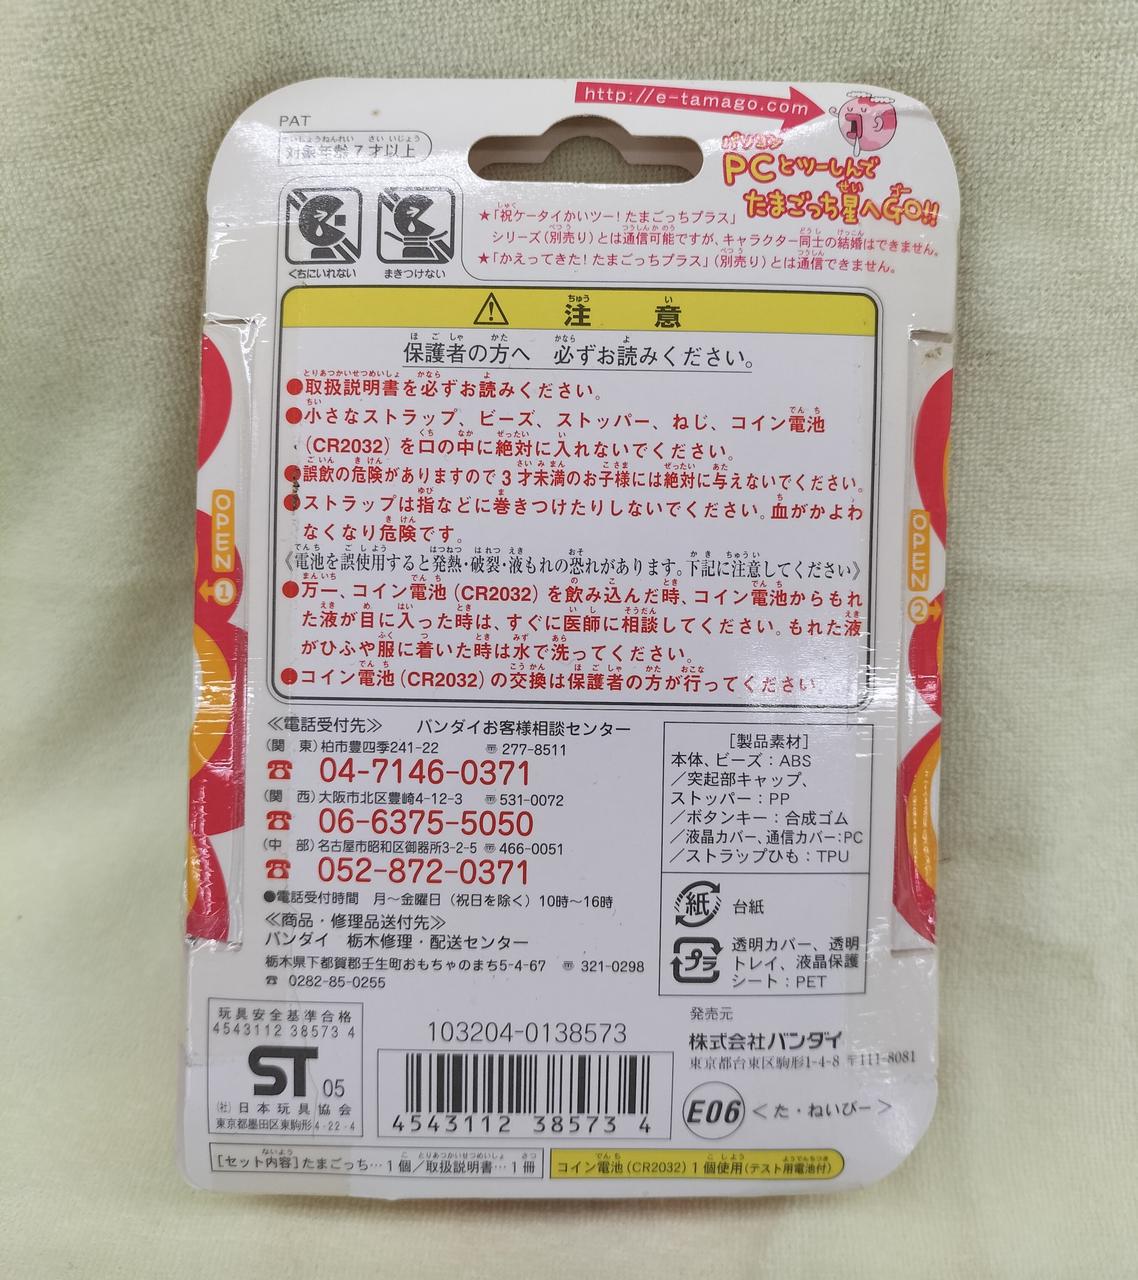 PAT
対象年齢7才以上
http://e-tamago.com
パソコン
PCとツーしんで
たまごっち星へGO!!
くちにいれない
まきつけない
★「祝ケータイかいツー!たまごっちプラス」
シリーズ(別売り)とは通信可能ですが、キャラクター同士の結婚はできません。
★「かえってきた!たまごっちプラス」(別売り)とは通信できません。
注意
保護者の方へ 必ずお読みください。
●取扱説明書を必ずお読みください。
●小さなストラップ、ビーズ、ストッパー、ねじ、コイン電池
(CR2032)を口の中に絶対に入れないでください。
●誤飲の危険がありますので3才未満のお子様には絶対に与えないでください。
●ストラップは指などに巻きつけたりしないでください。血がかよわ
なくなり危険です。
《電池を誤使用すると発熱・破裂・液もれの恐れがあります。下記に注意してください》
●万一、コイン電池(CR2032)を飲み込んだ時、コイン電池からもれ
た液が目に入った時は、すぐに医師に相談してください。もれた液
がひふや服に着いた時は水で洗ってください。
●コイン電池(CR2032)の交換は保護者の方が行ってください。
OPEN
1
OPEN
2
≪電話受付先≫ バンダイお客様相談センター
(関 東)柏市豊四季241-22 〒277-8511
☎ 04-7146-0371
(関 西)大阪市北区豊崎4-12-3 〒531-0072
☎ 06-6375-5050
(中 部)名古屋市昭和区御器所3-2-5 〒466-0051
☎ 052-872-0371
●電話受付時間 月〜金曜日(祝日を除く)10時〜16時
≪商品・修理品送付先≫
バンダイ 栃木修理・配送センター
栃木県下都賀郡壬生町おもちゃのまち5-4-67 〒321-0298
☎ 0282-85-0255
[製品素材]
本体、ビーズ:ABS
/突起部キャップ、
ストッパー:PP
/ボタンキー:合成ゴム
/液晶カバー、通信カバー:PC
/ストラップひも:TPU
紙
台紙
プラ
透明カバー、透明
トレイ、液晶保護
シート:PET
玩具安全基準合格
4543112 38573 4
ST 05
(社)日本玩具協会
東京都墨田区東駒形4-22-4
103204-0138573
4543112 38573 4
発売元
株式会社バンダイ
東京都台東区駒形1-4-8 〒111-8081
E06 <た・ねいびー>
[セット内容]たまごっち…1個/取扱説明書…1冊
コイン電池(CR2032)1個使用(テスト用電池付)